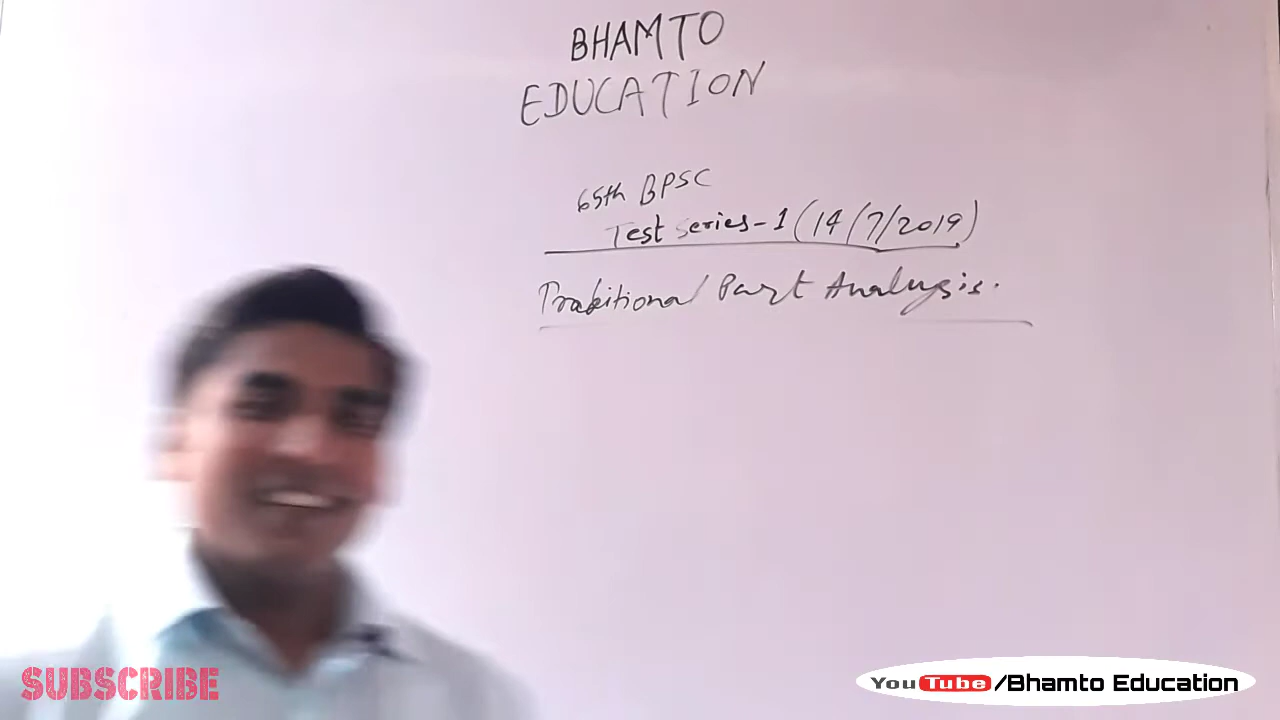 BHAMTO
EDUCATION
65th BPSC
Test Series-1 (14/7/2019)
Traditional Part Analysis.
SUBSCRIBE
YouTube/Bhamto Education